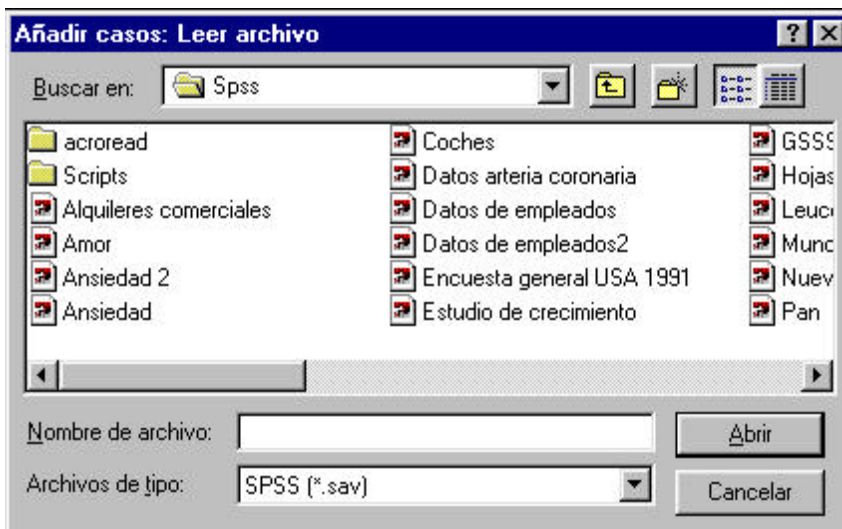 Añadir casos: Leer archivo
Buscar en: Spss
acroread
Scripts
Alquileres comerciales
Amor
Ansiedad 2
Ansiedad
Coches
Datos arteria coronaria
Datos de empleados
Datos de empleados2
Encuesta general USA 1991
Estudio de crecimiento
GSSS
Hojas
Pan
Nombre de archivo:
Abrir
Archivos de tipo: SPSS (*.sav)
Cancelar